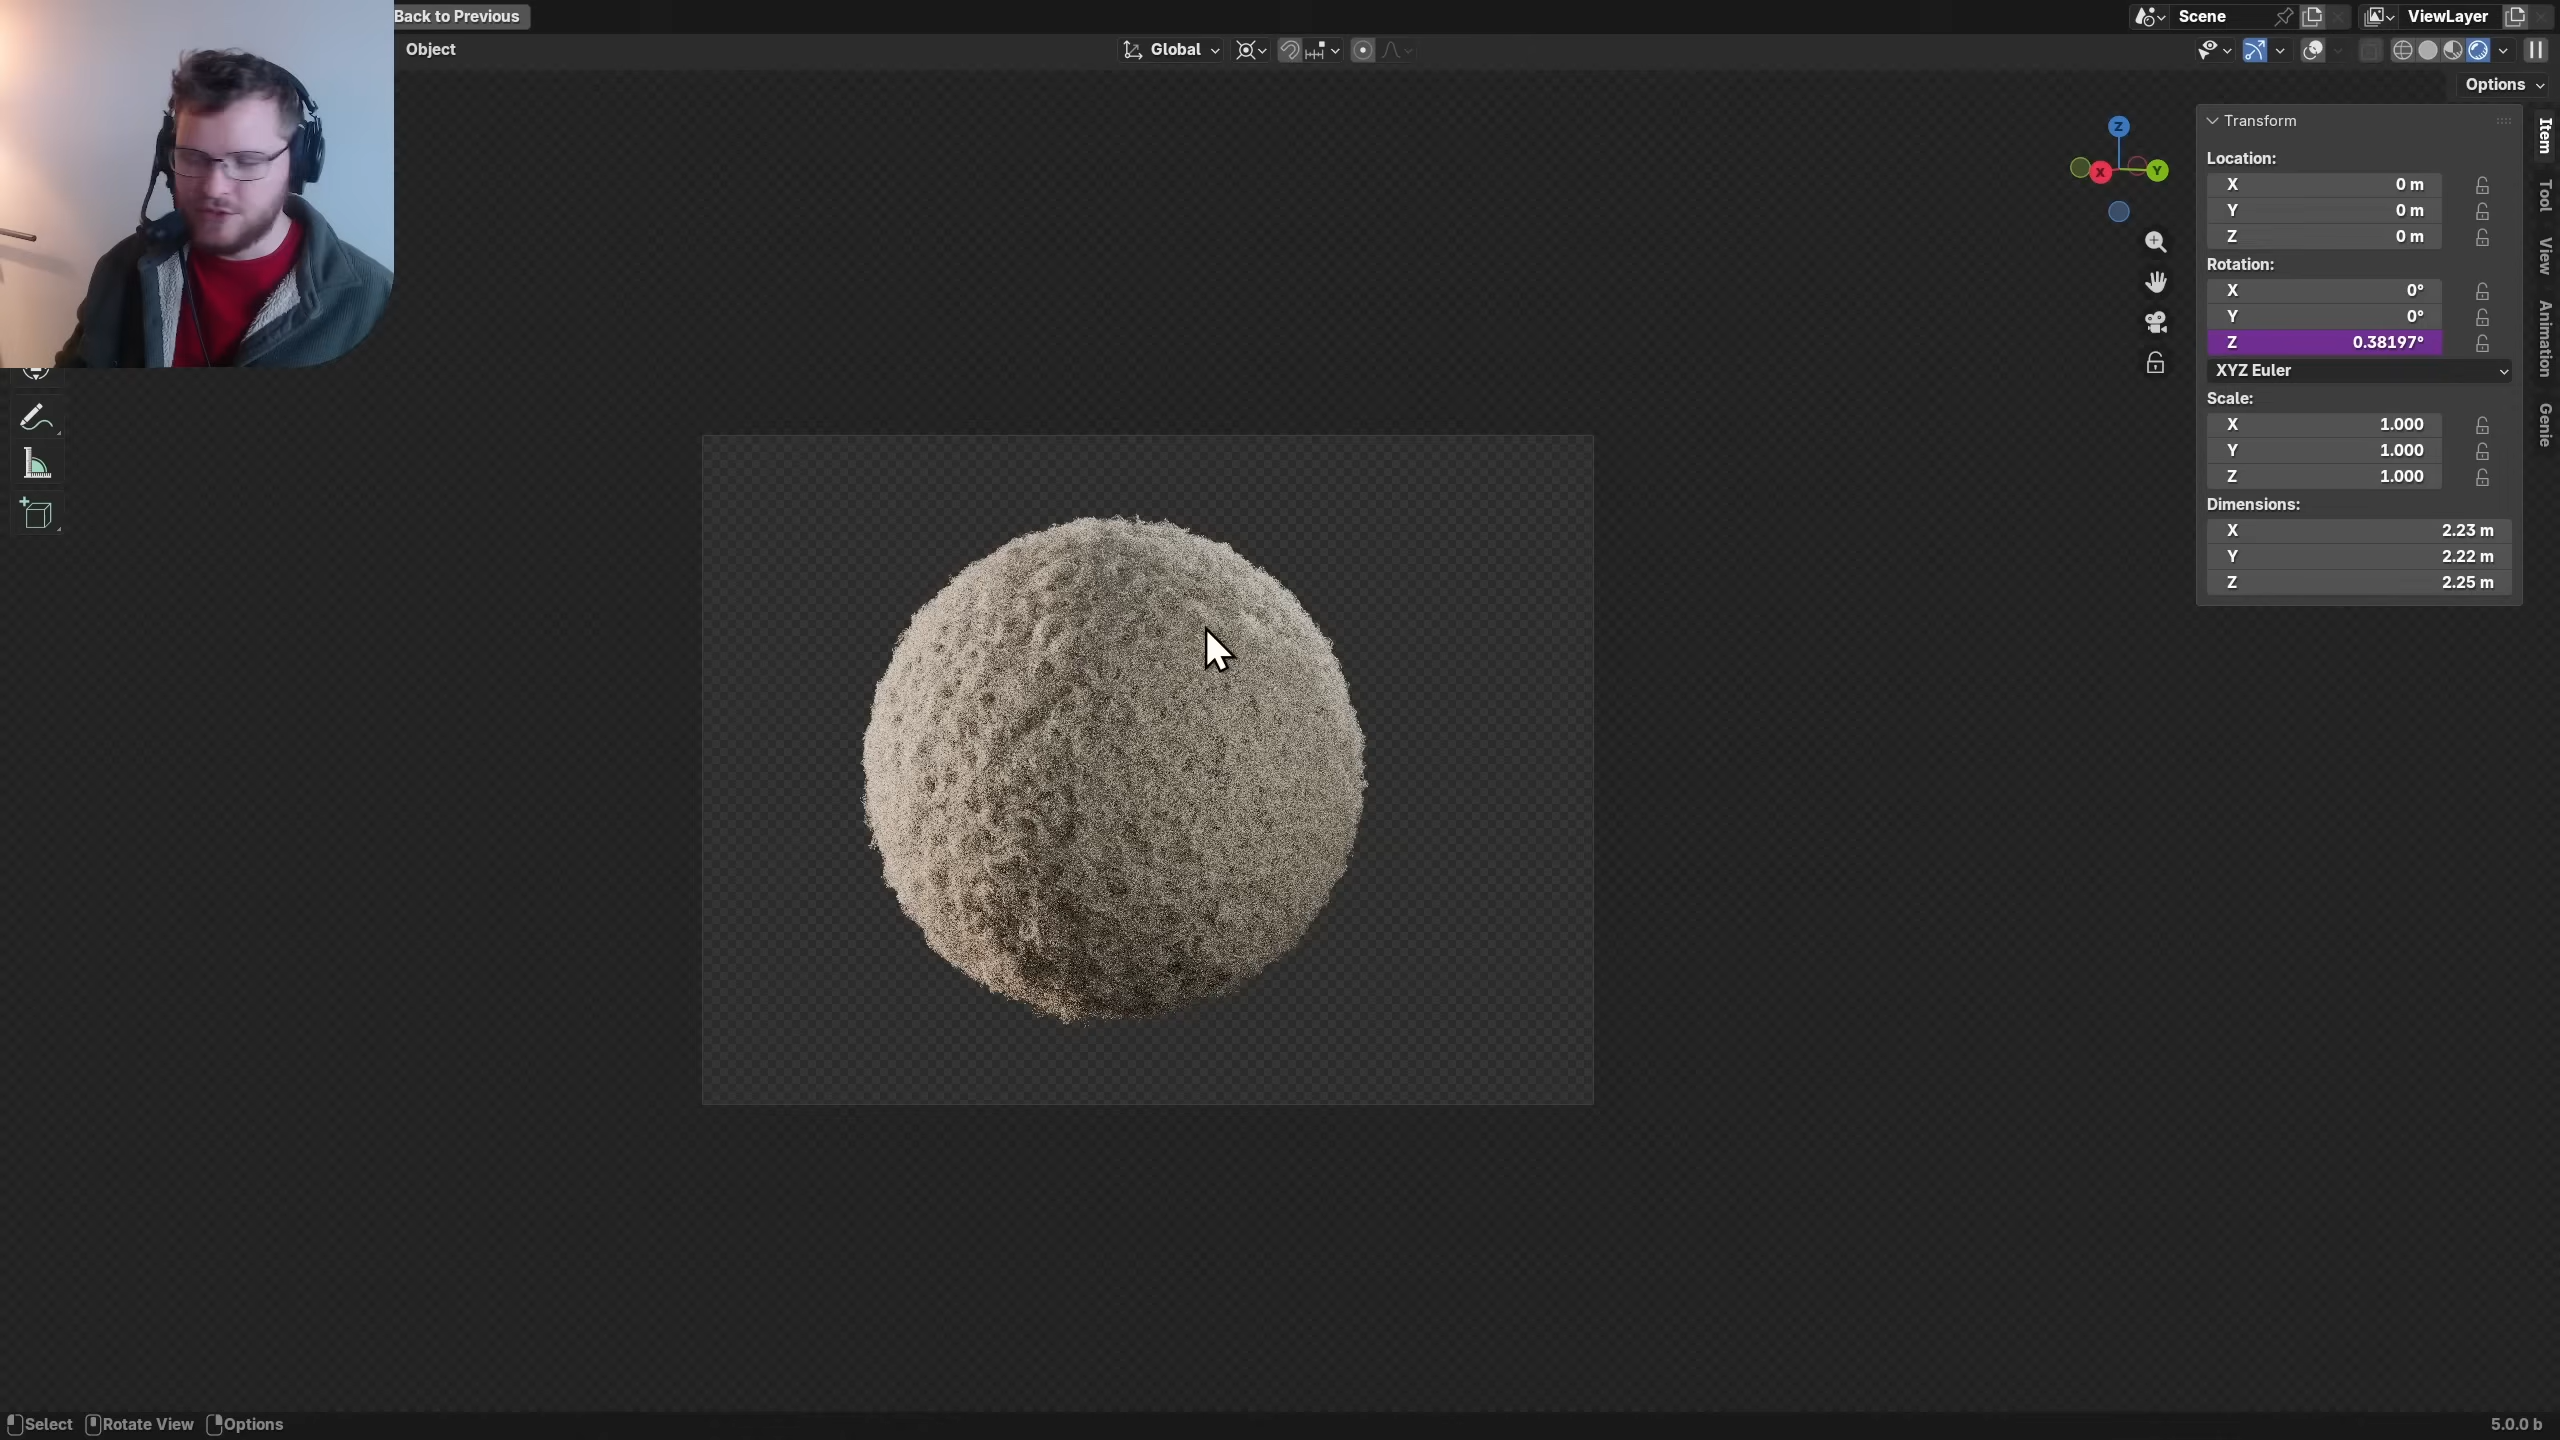 Back to Previous
Scene
ViewLayer
Object
Global
Options
Z
X
Y
Transform
Location:
X 0 m
Y 0 m
Z 0 m
Rotation:
X 0°
Y 0°
Z 0.38197°
XYZ Euler
Scale:
X 1.000
Y 1.000
Z 1.000
Dimensions:
X 2.23 m
Y 2.22 m
Z 2.25 m
Item
Tool
View
Animation
Genie
Select
Rotate View
Options
5.0.0 b